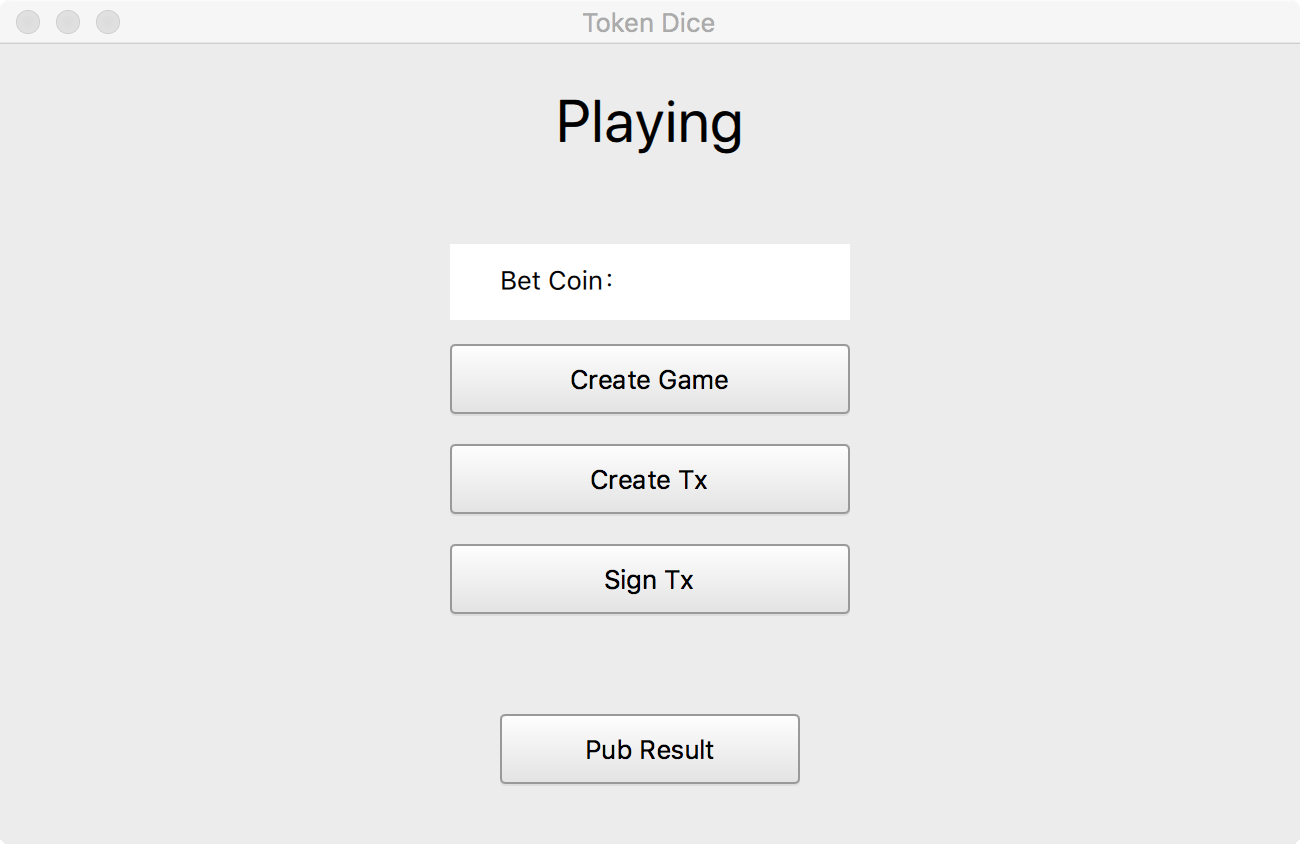 Token Dice
Playing
Bet Coin:
Create Game
Create Tx
Sign Tx
Pub Result